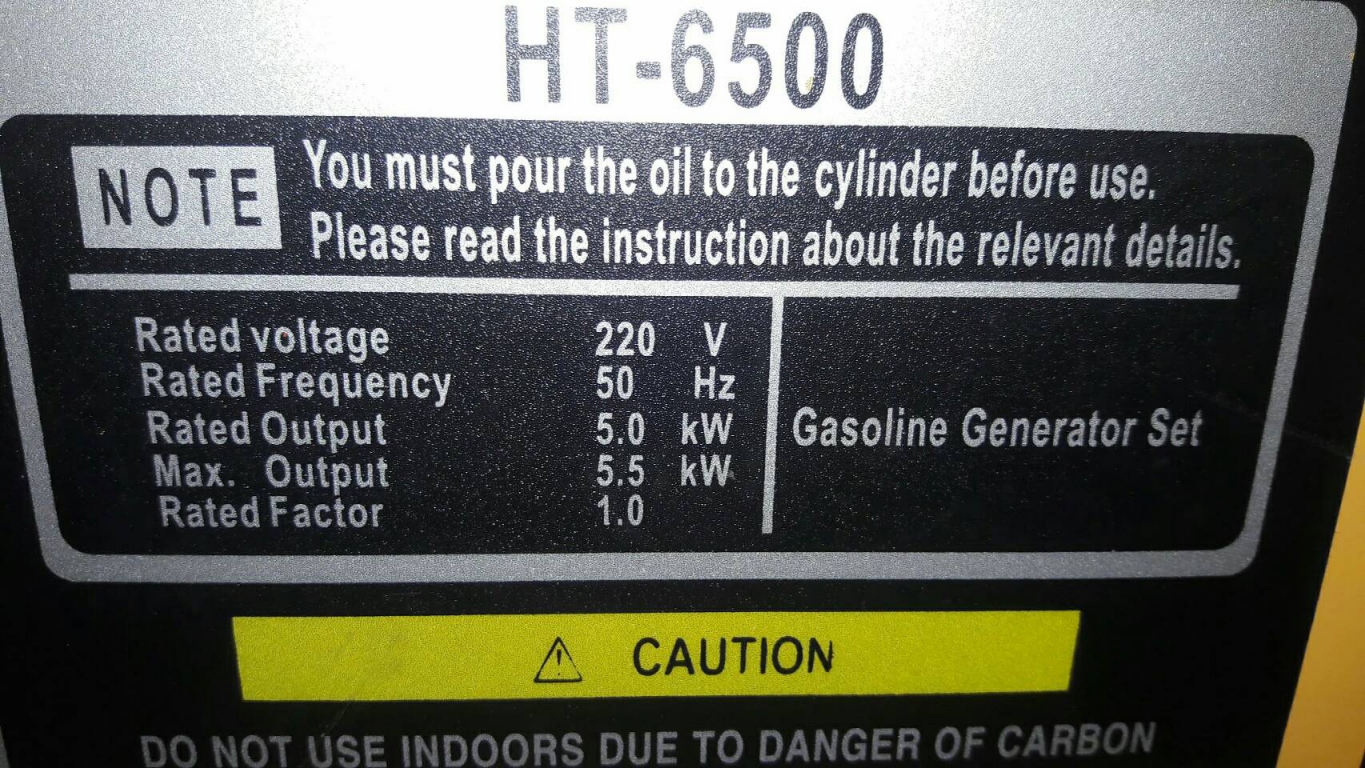 HT-6500
NOTE
You must pour the oil to the cylinder before use.
Please read the instruction about the relevant details.
Rated voltage 220 V
Rated Frequency 50 Hz
Rated Output 5.0 kW
Max. Output 5.5 kW
Rated Factor 1.0
Gasoline Generator Set
CAUTION
DO NOT USE INDOORS DUE TO DANGER OF CARBON